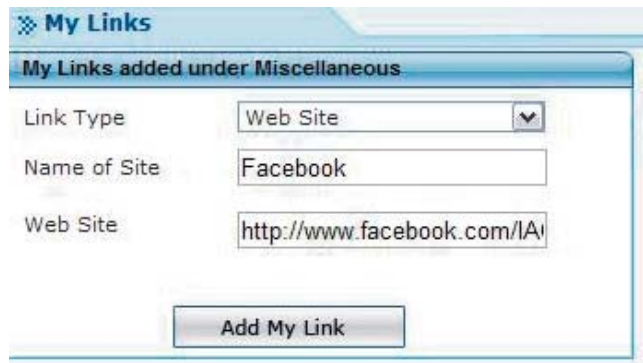 My Links
My Links added under Miscellaneous
Link Type Web Site
Name of Site Facebook
Web Site http://www.facebook.com/IA
Add My Link